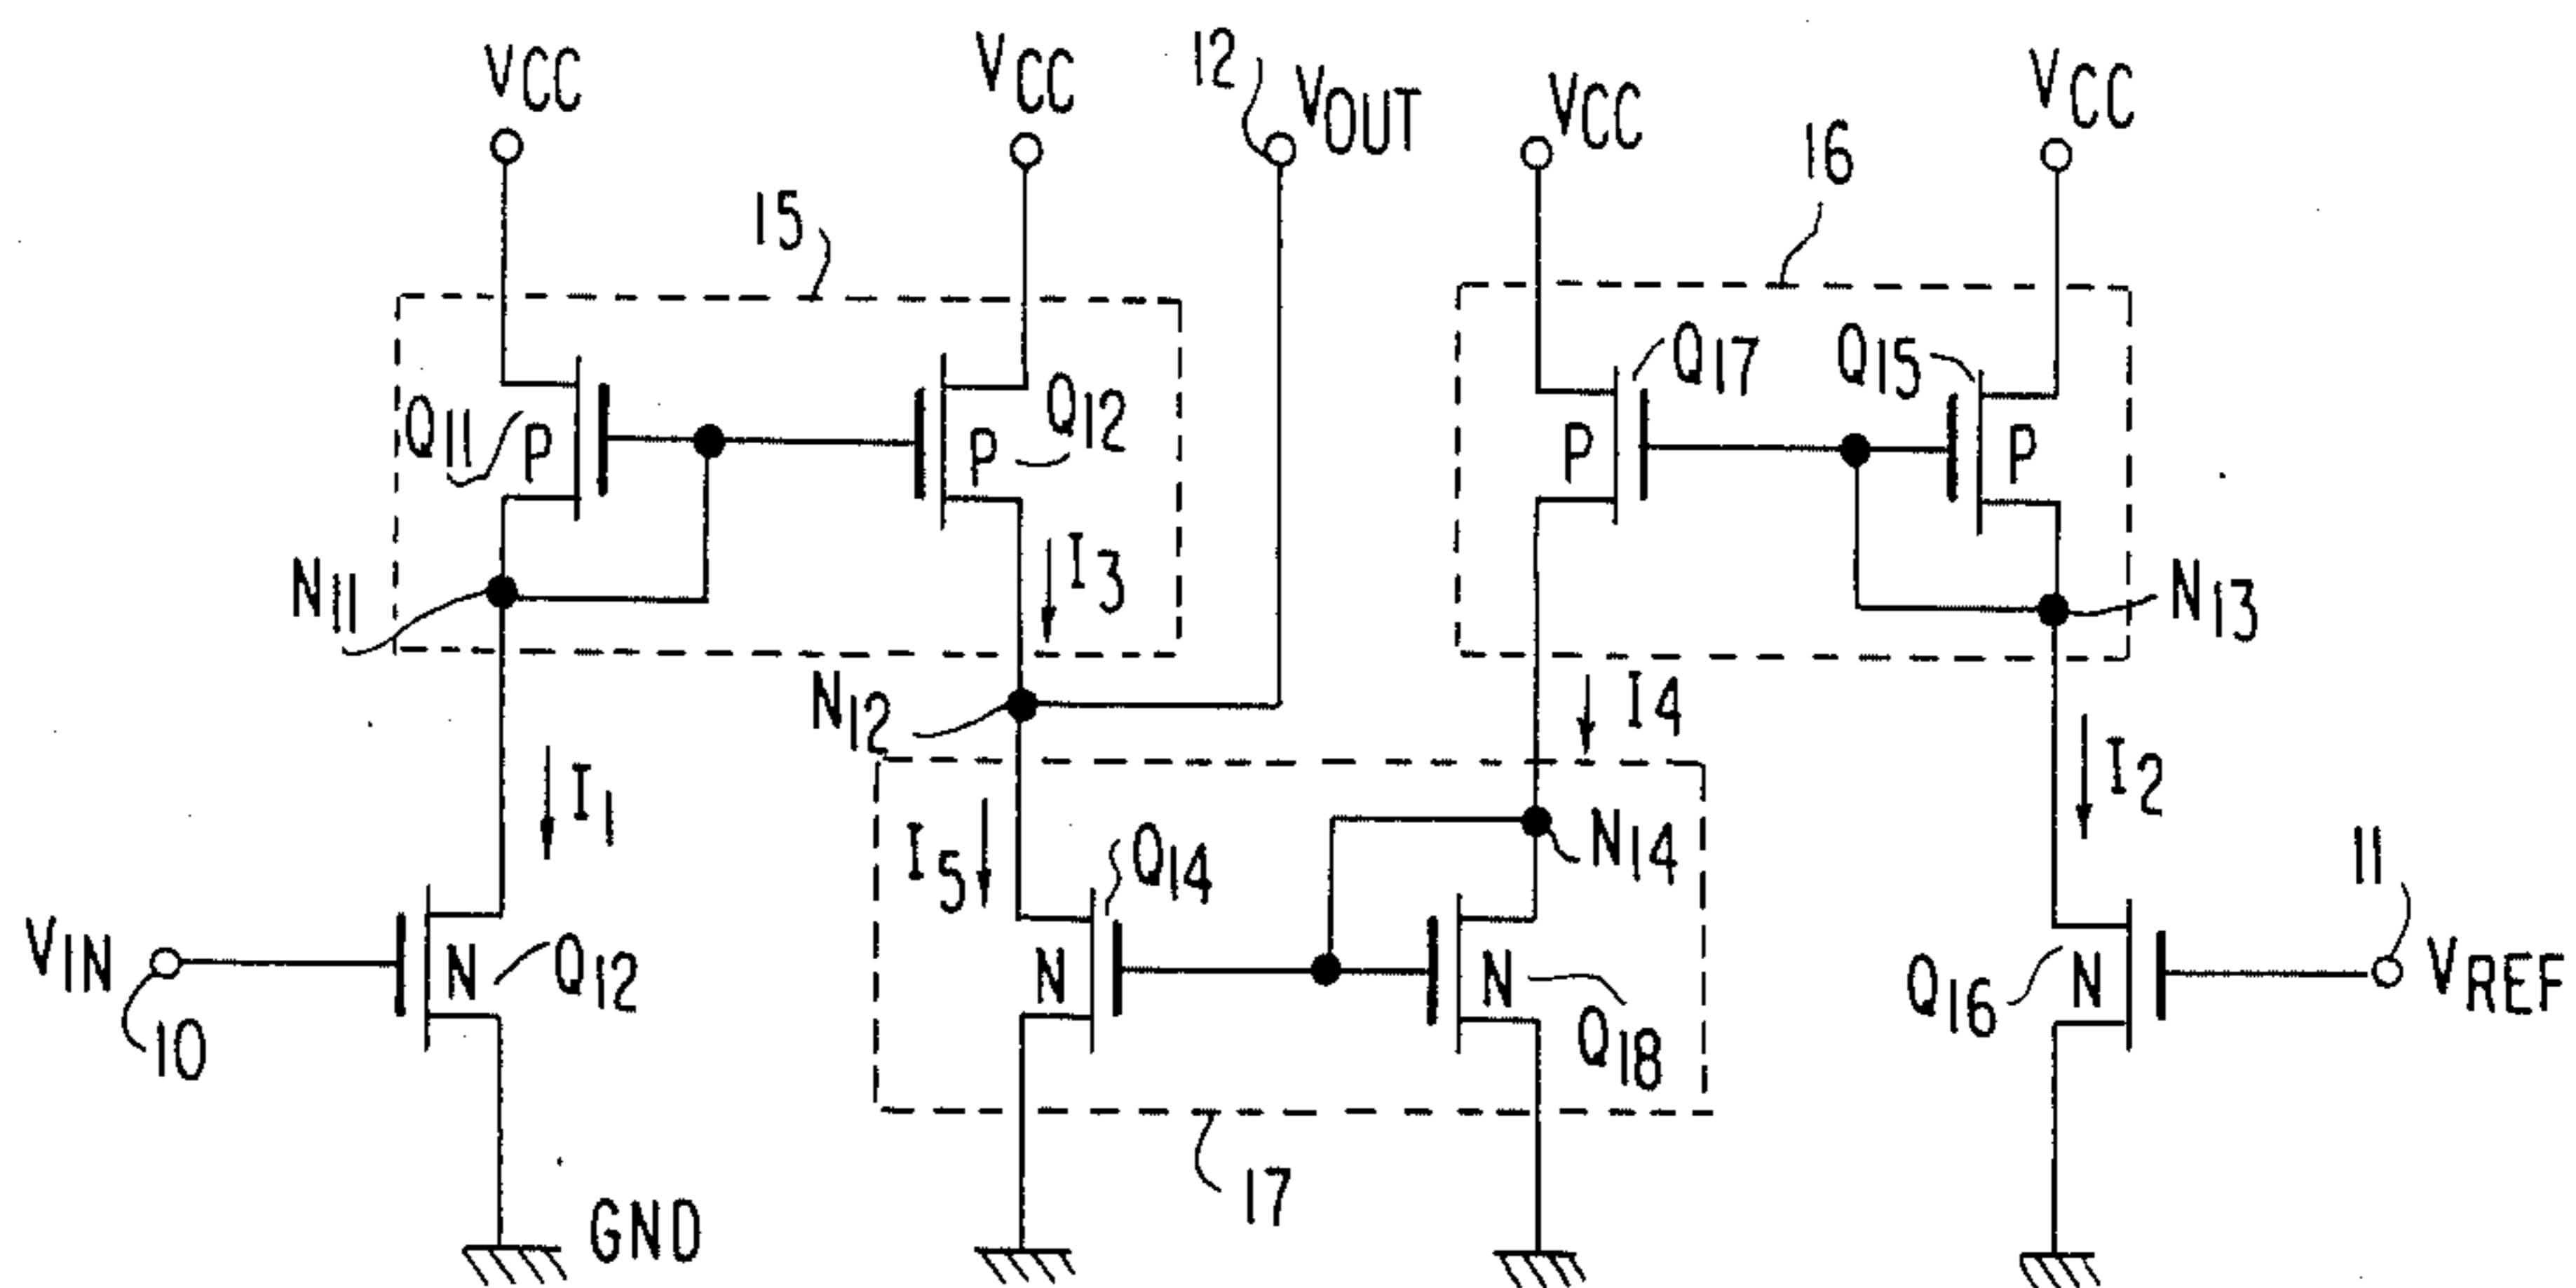 VCC
VCC
12
VOUT
VCC
VCC
15
16
Q11
P
P
Q12
P
Q17
Q15
P
N11
I3
N13
N12
I4
I1
I5
Q14
N14
I2
11
VIN
10
N
Q12
N
N
Q18
Q16
N
VREF
17
GND